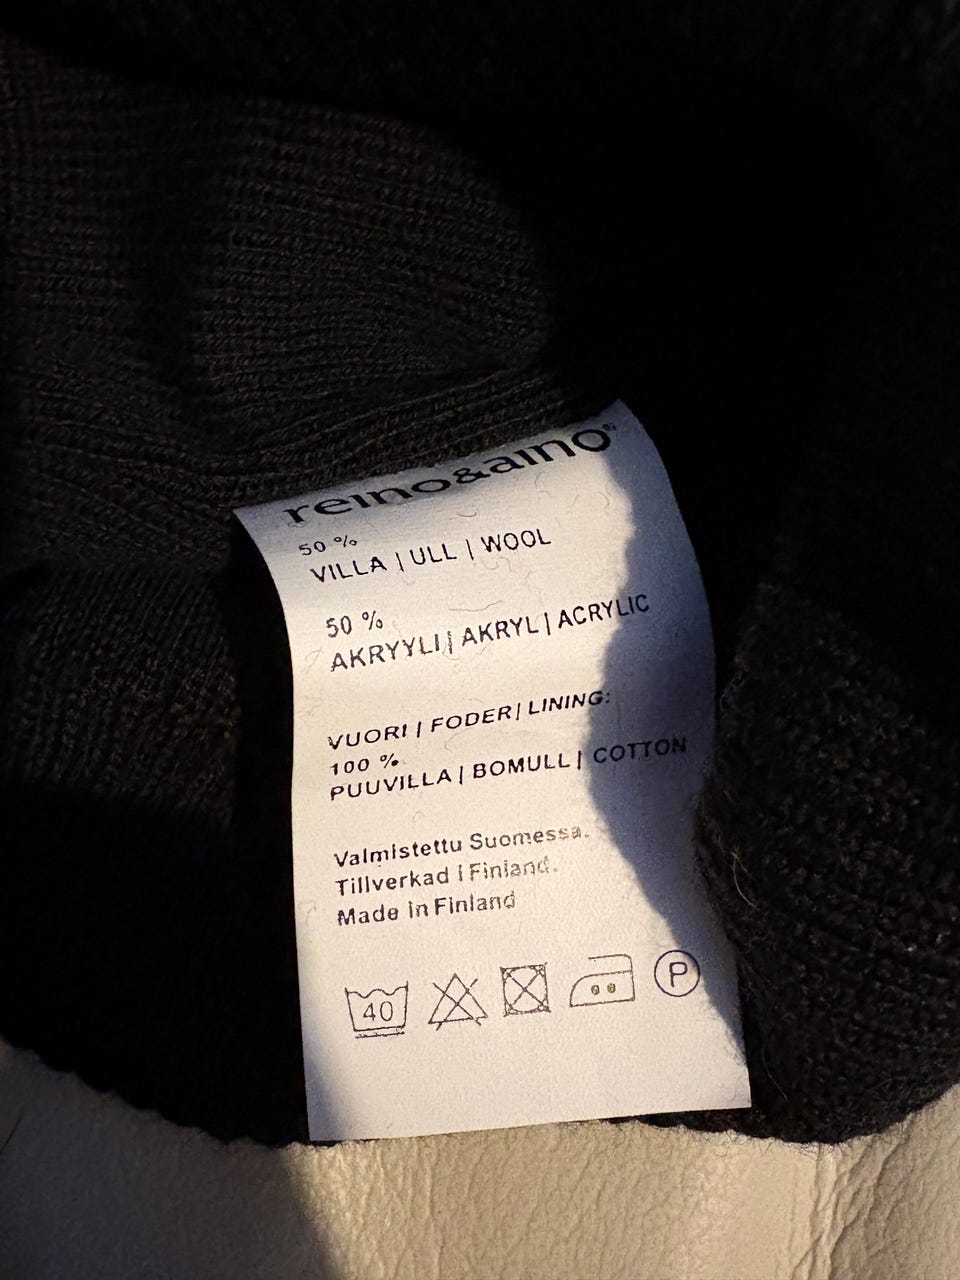 reino&aino®
50 %
VILLA | ULL | WOOL
50 %
AKRYYLI | AKRYL | ACRYLIC
VUORI | FODER | LINING:
100 %
PUUVILLA | BOMULL | COTTON
Valmistettu Suomessa.
Tillverkad i Finland.
Made in Finland
40 P